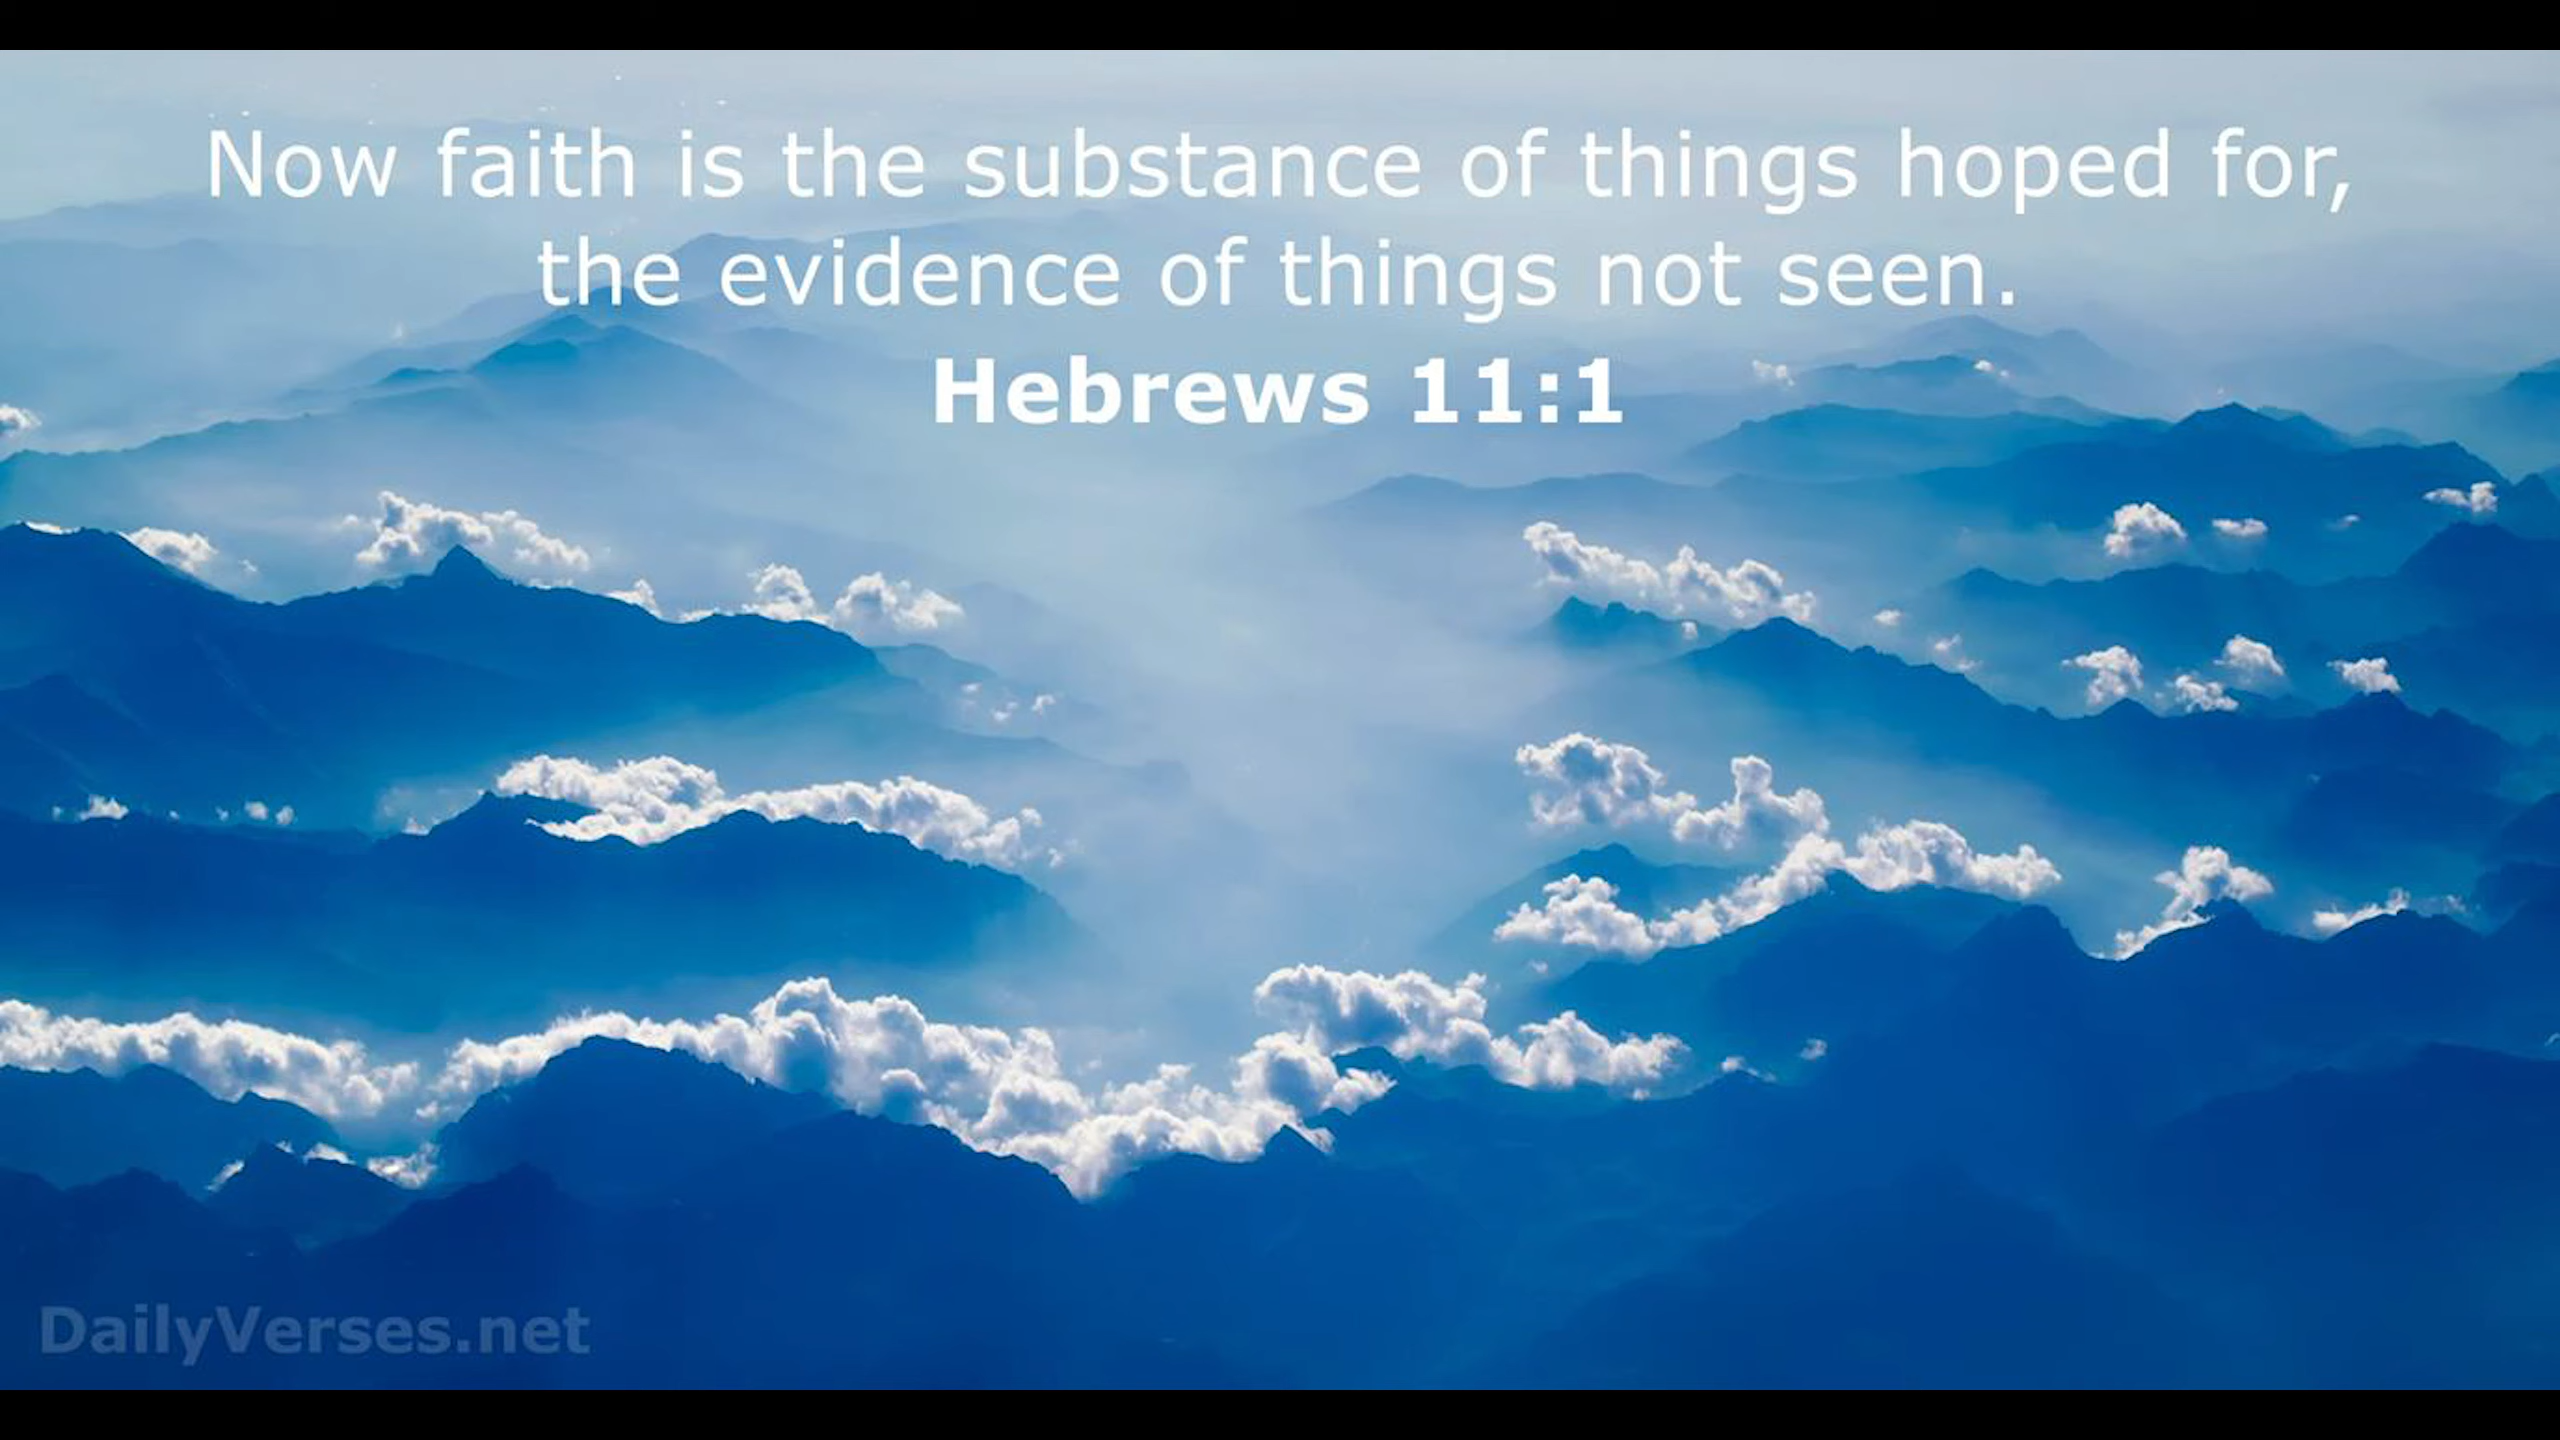 Now faith is the substance of things hoped for,
the evidence of things not seen.
Hebrews 11:1
DailyVerses.net